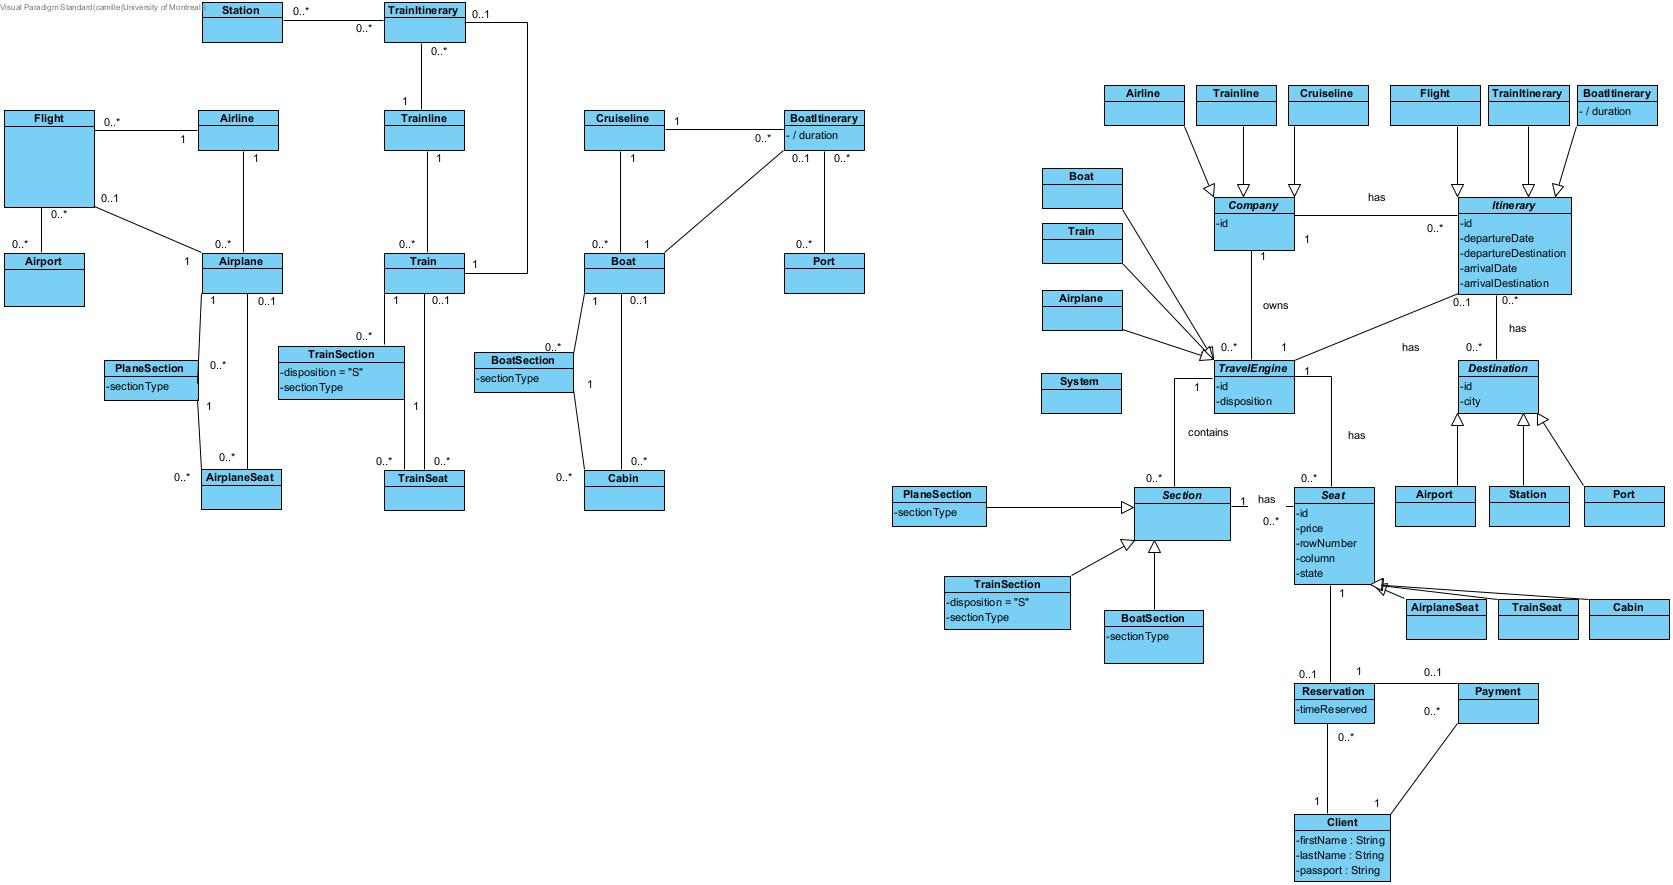 Visual Paradigm Standard(camille(University of Montreal
Station
0..*
0..*
TrainItinerary
0..1
0..*
1
Flight
0..*
1
Airline
Trainline
Cruiseline
1
0..*
BoatItinerary
- / duration
1
1
1
0..1
0..*
0..1
0..*
0..*
1
0..*
0..*
1
0..*
1
0..*
Airport
Airplane
Train
Boat
Port
1
0..1
1
0..1
1
0..1
0..*
0..*
0..*
PlaneSection
-sectionType
TrainSection
-disposition = "S"
-sectionType
BoatSection
-sectionType
1
1
1
0..*
0..*
0..*
0..*
0..*
0..*
AirplaneSeat
TrainSeat
Cabin
Airline
Trainline
Cruiseline
Flight
TrainItinerary
BoatItinerary
- / duration
Boat
Train
Airplane
System
Company
-id
1
has
0..*
Itinerary
-id
-departureDate
-departureDestination
-arrivalDate
-arrivalDestination
1
owns
0..*
0..1
has
1
0..*
has
0..*
TravelEngine
-id
-disposition
Destination
-id
-city
1
contains
0..*
1
has
0..*
Airport
Station
Port
PlaneSection
-sectionType
Section
1
has
0..*
Seat
-id
-price
-rowNumber
-column
-state
TrainSection
-disposition = "S"
-sectionType
BoatSection
-sectionType
AirplaneSeat
TrainSeat
Cabin
1
0..1
1
0..1
Reservation
-timeReserved
Payment
0..*
0..*
1
1
Client
-firstName : String
-lastName : String
-passport : String